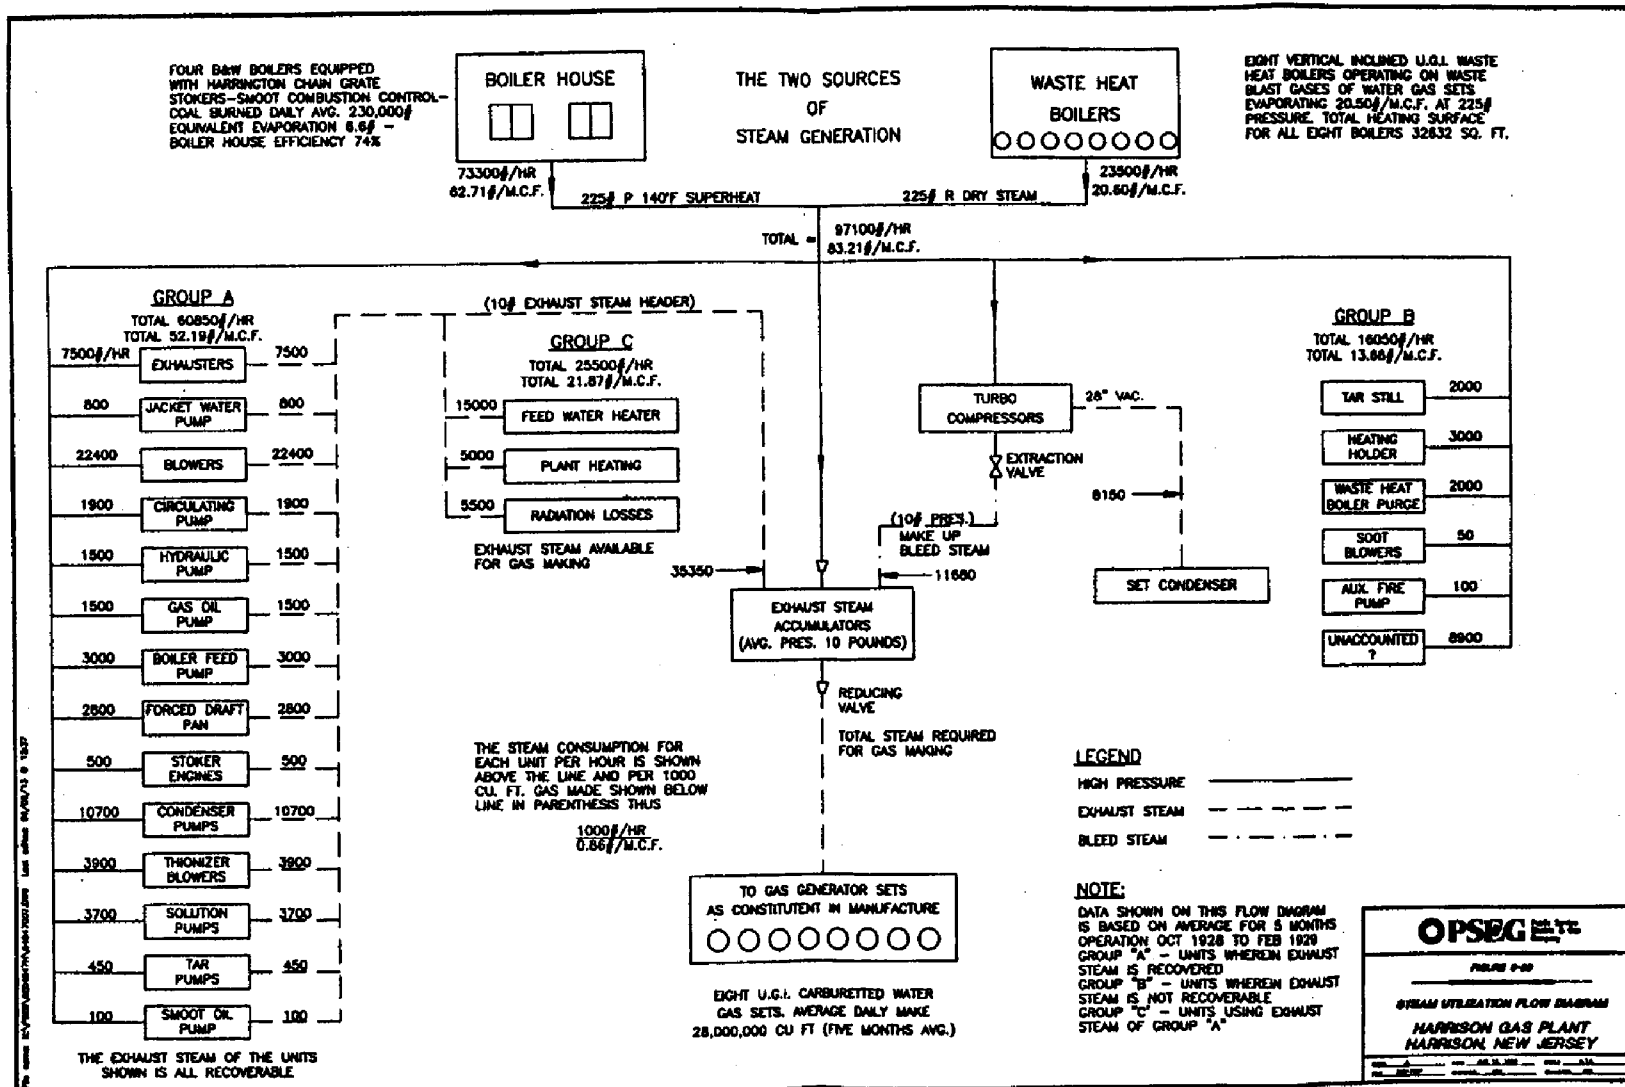 FOUR B&W BOILERS EQUIPPED
WITH HARRINGTON CHAIN GRATE
STOKERS-SMOOT COMBUSTION CONTROL-
COAL BURNED DAILY AVG. 230,000#
EQUIVALENT EVAPORATION 6.6# -
BOILER HOUSE EFFICIENCY 74%
BOILER HOUSE
THE TWO SOURCES
OF
STEAM GENERATION
WASTE HEAT
BOILERS
EIGHT VERTICAL INCLINED U.G.I. WASTE
HEAT BOILERS OPERATING ON WASTE
BLAST GASES OF WATER GAS SETS
EVAPORATING 20.50#/M.C.F. AT 225#
PRESSURE. TOTAL HEATING SURFACE
FOR ALL EIGHT BOILERS 32632 SQ. FT.
73300#/HR
62.71#/M.C.F.
225# P 140°F SUPERHEAT
225# R DRY STEAM
23500#/HR
20.50#/M.C.F.
TOTAL =
97100#/HR
83.21#/M.C.F.
GROUP A
TOTAL 60850#/HR
TOTAL 52.19#/M.C.F.
7500#/HR
EXHAUSTERS
7500
800
JACKET WATER
PUMP
800
22400
BLOWERS
22400
1900
CIRCULATING
PUMP
1900
1500
HYDRAULIC
PUMP
1500
1500
GAS OIL
PUMP
1500
3000
BOILER FEED
PUMP
3000
2800
FORCED DRAFT
PAN
2800
500
STOKER
ENGINES
500
10700
CONDENSER
PUMPS
10700
3900
THIONIZER
BLOWERS
3900
3700
SOLUTION
PUMPS
3700
450
TAR
PUMPS
450
100
SMOOT OIL
PUMP
100
THE EXHAUST STEAM OF THE UNITS
SHOWN IS ALL RECOVERABLE
(10# EXHAUST STEAM HEADER)
GROUP C
TOTAL 25500#/HR
TOTAL 21.87#/M.C.F.
15000
FEED WATER HEATER
5000
PLANT HEATING
5500
RADIATION LOSSES
EXHAUST STEAM AVAILABLE
FOR GAS MAKING
35350
TURBO
COMPRESSORS
28" VAC.
EXTRACTION
VALVE
8150
(10# PRES.)
MAKE UP
BLEED STEAM
11680
SET CONDENSER
EXHAUST STEAM
ACCUMULATORS
(AVG. PRES. 10 POUNDS)
REDUCING
VALVE
TOTAL STEAM REQUIRED
FOR GAS MAKING
GROUP B
TOTAL 16050#/HR
TOTAL 13.66#/M.C.F.
TAR STILL
2000
HEATING
HOLDER
3000
WASTE HEAT
BOILER PURGE
2000
SOOT
BLOWERS
50
AUX. FIRE
PUMP
100
UNACCOUNTED
?
8900
THE STEAM CONSUMPTION FOR
EACH UNIT PER HOUR IS SHOWN
ABOVE THE LINE AND PER 1000
CU. FT. GAS MADE SHOWN BELOW
LINE IN PARENTHESIS THUS
1000#/HR
0.86#/M.C.F.
TO GAS GENERATOR SETS
AS CONSTITUTENT IN MANUFACTURE
EIGHT U.G.I. CARBURETTED WATER
GAS SETS. AVERAGE DAILY MAKE
28,000,000 CU FT (FIVE MONTHS AVG.)
LEGEND
HIGH PRESSURE
EXHAUST STEAM
BLEED STEAM
NOTE:
DATA SHOWN ON THIS FLOW DIAGRAM
IS BASED ON AVERAGE FOR 5 MONTHS
OPERATION OCT 1928 TO FEB 1929
GROUP "A" - UNITS WHEREIN EXHAUST
STEAM IS RECOVERED
GROUP "B" - UNITS WHEREIN EXHAUST
STEAM IS NOT RECOVERABLE
GROUP "C" - UNITS USING EXHAUST
STEAM OF GROUP "A"
PSEG
FIGURE
STEAM UTILIZATION FLOW DIAGRAM
HARRISON GAS PLANT
HARRISON, NEW JERSEY